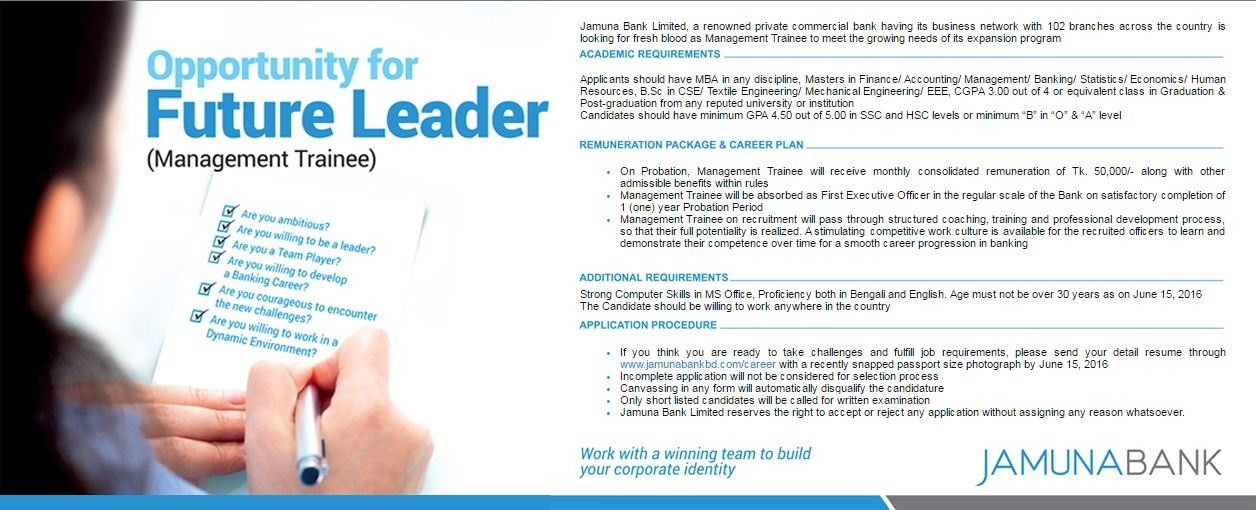 Opportunity for
Future Leader
(Management Trainee)
Are you ambitious?
Are you willing to be a leader?
Are you a Team Player?
Are you willing to develop
a Banking Career?
Are you courageous to encounter
the new challenges?
Are you willing to work in a
Dynamic Environment?
Jamuna Bank Limited, a renowned private commercial bank having its business network with 102 branches across the country is
looking for fresh blood as Management Trainee to meet the growing needs of its expansion program
ACADEMIC REQUIREMENTS
Applicants should have MBA in any discipline, Masters in Finance/ Accounting/ Management/ Banking/ Statistics/ Economics/ Human
Resources, B.Sc in CSE/ Textile Engineering/ Mechanical Engineering/ EEE, CGPA 3.00 out of 4 or equivalent class in Graduation &
Post-graduation from any reputed university or institution
Candidates should have minimum GPA 4.50 out of 5.00 in SSC and HSC levels or minimum “B” in “O” & “A” level
REMUNERATION PACKAGE & CAREER PLAN
• On Probation, Management Trainee will receive monthly consolidated remuneration of Tk. 50,000/- along with other
admissible benefits within rules
• Management Trainee will be absorbed as First Executive Officer in the regular scale of the Bank on satisfactory completion of
1 (one) year Probation Period
• Management Trainee on recruitment will pass through structured coaching, training and professional development process,
so that their full potentiality is realized. A stimulating competitive work culture is available for the recruited officers to learn and
demonstrate their competence over time for a smooth career progression in banking
ADDITIONAL REQUIREMENTS
Strong Computer Skills in MS Office, Proficiency both in Bengali and English. Age must not be over 30 years as on June 15, 2016
The Candidate should be willing to work anywhere in the country
APPLICATION PROCEDURE
• If you think you are ready to take challenges and fulfill job requirements, please send your detail resume through
www.jamunabankbd.com/career with a recently snapped passport size photograph by June 15, 2016
• Incomplete application will not be considered for selection process
• Canvassing in any form will automatically disqualify the candidature
• Only short listed candidates will be called for written examination
• Jamuna Bank Limited reserves the right to accept or reject any application without assigning any reason whatsoever.
Work with a winning team to build
your corporate identity
JAMUNABANK